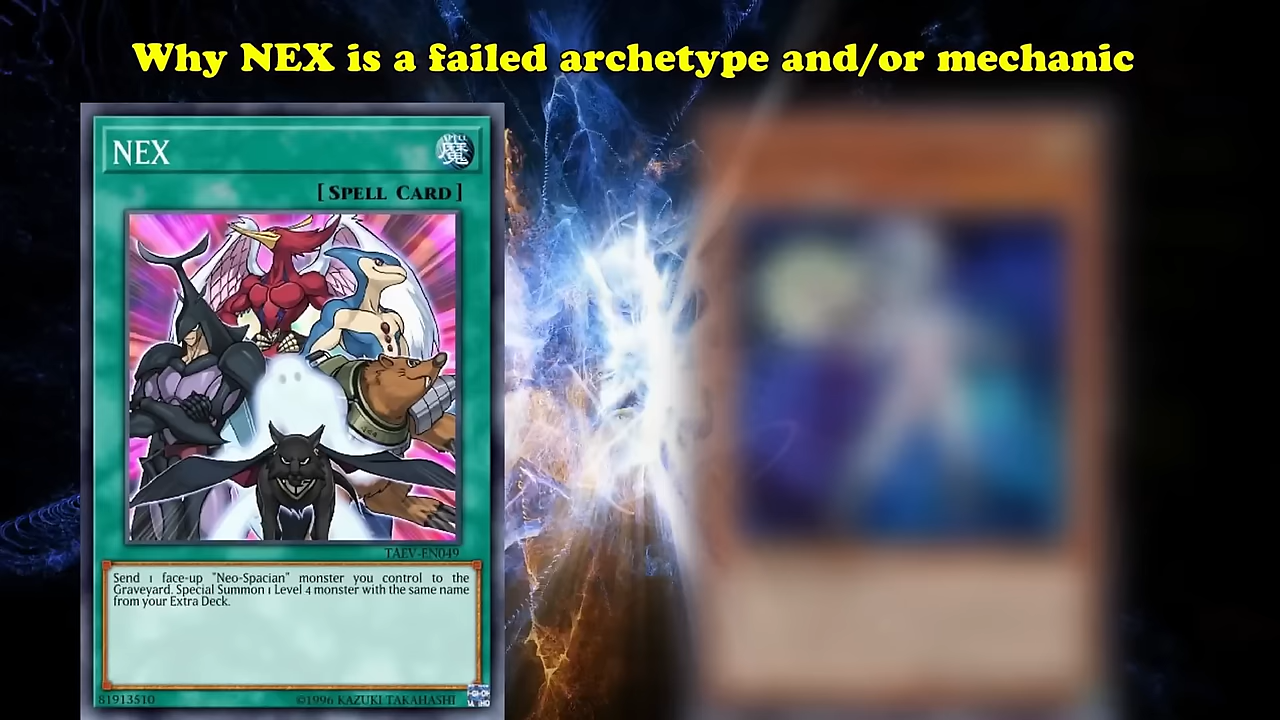 Why NEX is a failed archetype and/or mechanic
NEX
魔
[SPELL CARD]
TAEV-EN049
Send 1 face-up "Neo-Spacian" monster you control to the
Graveyard. Special Summon 1 Level 4 monster with the same name
from your Extra Deck.
81913510
©1996 KAZUKI TAKAHASHI